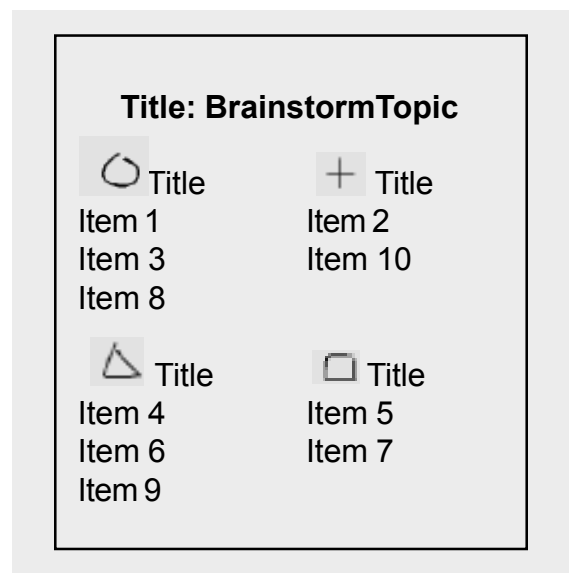 Title: BrainstormTopic
Title
Item 1
Item 3
Item 8
Title
Item 2
Item 10
Title
Item 4
Item 6
Item 9
Title
Item 5
Item 7